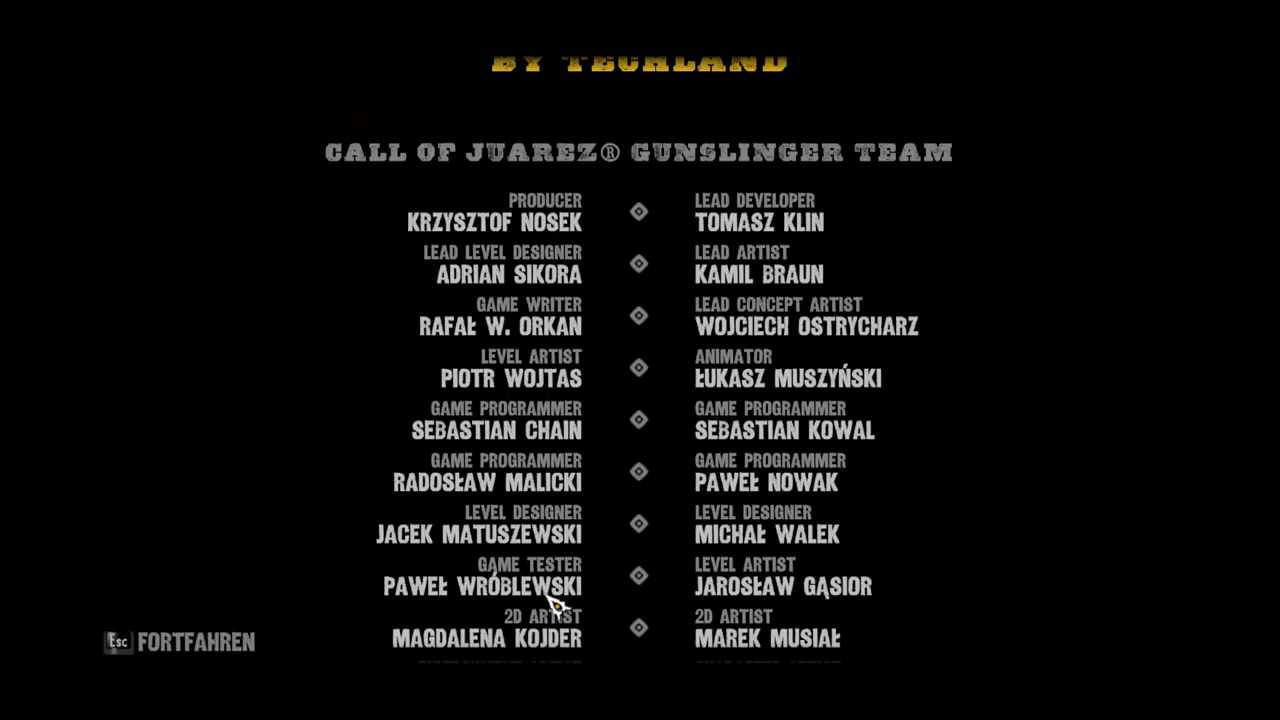 BY TECHLAND
CALL OF JUAREZ® GUNSLINGER TEAM
PRODUCER
KRZYSZTOF NOSEK
LEAD DEVELOPER
TOMASZ KLIN
LEAD LEVEL DESIGNER
ADRIAN SIKORA
LEAD ARTIST
KAMIL BRAUN
GAME WRITER
RAFAŁ W. ORKAN
LEAD CONCEPT ARTIST
WOJCIECH OSTRYCHARZ
LEVEL ARTIST
PIOTR WOJTAS
ANIMATOR
ŁUKASZ MUSZYŃSKI
GAME PROGRAMMER
SEBASTIAN CHAIN
GAME PROGRAMMER
SEBASTIAN KOWAL
GAME PROGRAMMER
RADOSŁAW MALICKI
GAME PROGRAMMER
PAWEŁ NOWAK
LEVEL DESIGNER
JACEK MATUSZEWSKI
LEVEL DESIGNER
MICHAŁ WALEK
GAME TESTER
PAWEŁ WRÓBLEWSKI
LEVEL ARTIST
JAROSŁAW GĄSIOR
2D ARTIST
MAGDALENA KOJDER
2D ARTIST
MAREK MUSIAŁ
Esc FORTFAHREN